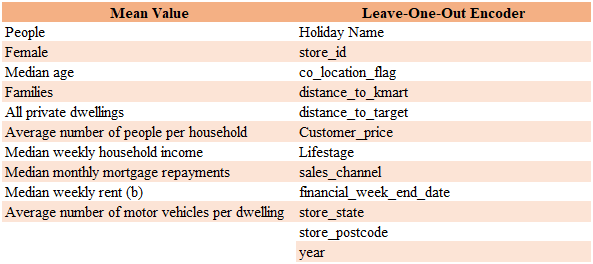 Mean Value Leave-One-Out Encoder
People Holiday Name
Female store_id
Median age co_location_flag
Families distance_to_kmart
All private dwellings distance_to_target
Average number of people per household Customer_price
Median weekly household income Lifestage
Median monthly mortgage repayments sales_channel
Median weekly rent (b) financial_week_end_date
Average number of motor vehicles per dwelling store_state
store_postcode
year